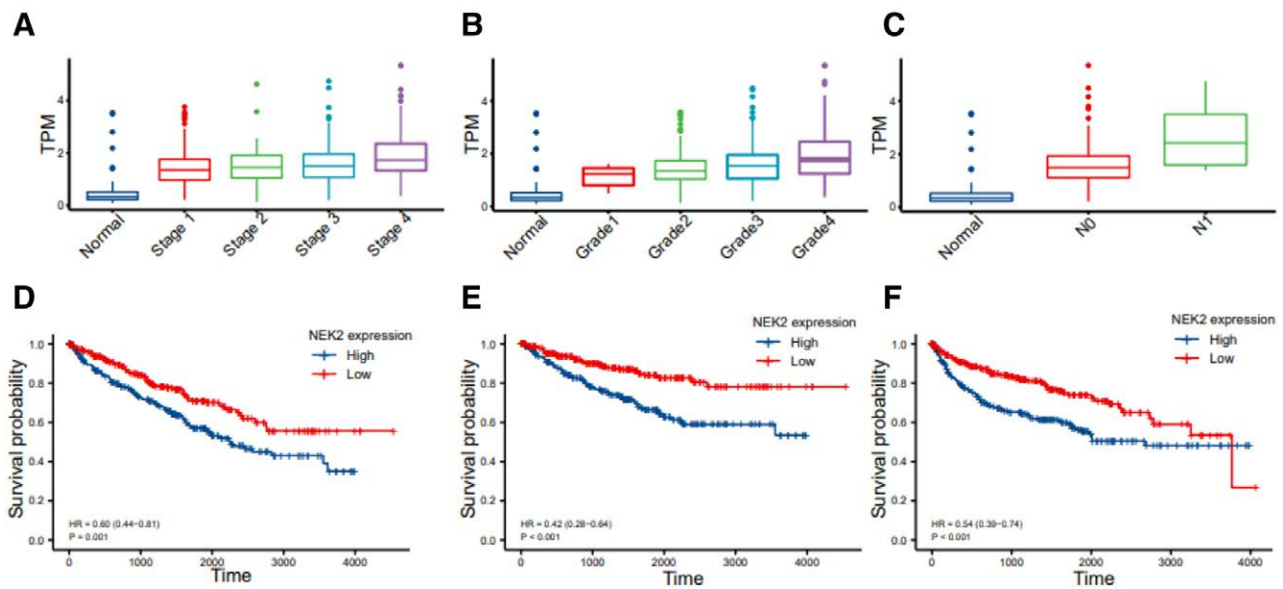 A
TPM
4
2
0
Normal
Stage 1
Stage 2
Stage 3
Stage 4
B
TPM
4
2
0
Normal
Grade1
Grade2
Grade3
Grade4
C
TPM
4
2
0
Normal
N0
N1
D
NEK2 expression
High
Low
Survival probability
1.0
0.8
0.6
0.4
0.2
0.0
HR = 0.60 (0.44−0.81)
P = 0.001
0 1000 2000 3000 4000
Time
E
NEK2 expression
High
Low
Survival probability
1.0
0.8
0.6
0.4
0.2
0.0
HR = 0.42 (0.28−0.64)
P < 0.001
0 1000 2000 3000 4000
Time
F
NEK2 expression
High
Low
Survival probability
1.0
0.8
0.6
0.4
0.2
0.0
HR = 0.54 (0.39−0.74)
P < 0.001
0 1000 2000 3000 4000
Time